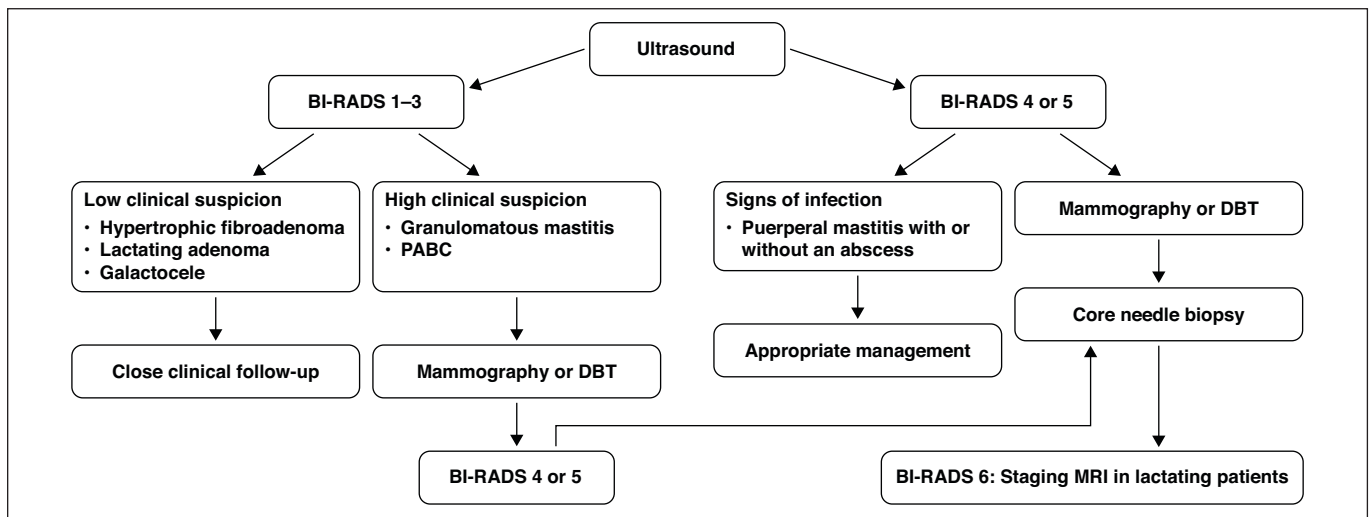 Ultrasound
BI-RADS 1–3
BI-RADS 4 or 5
Low clinical suspicion
• Hypertrophic fibroadenoma
• Lactating adenoma
• Galactocele
High clinical suspicion
• Granulomatous mastitis
• PABC
Signs of infection
• Puerperal mastitis with or
without an abscess
Mammography or DBT
Close clinical follow-up
Mammography or DBT
Appropriate management
Core needle biopsy
BI-RADS 4 or 5
BI-RADS 6: Staging MRI in lactating patients